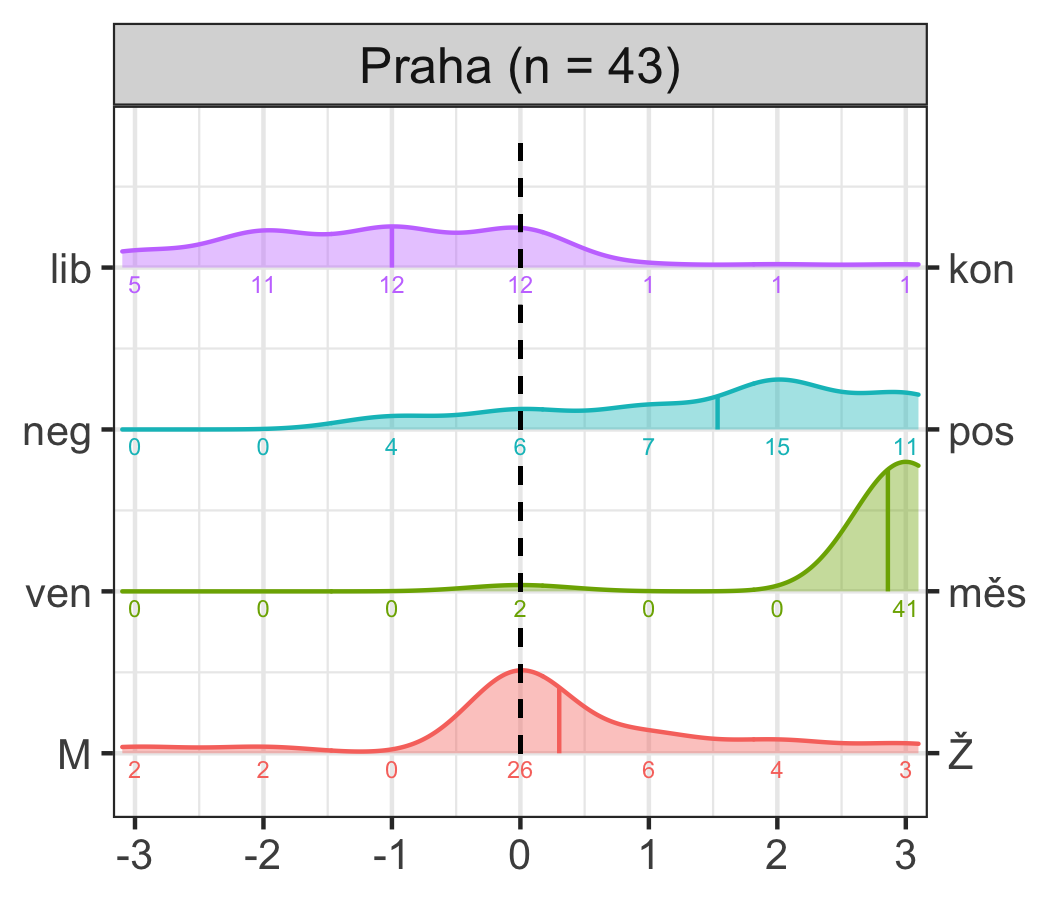 Praha (n = 43)
lib kon
5 11 12 12 1 1 1
neg pos
0 0 4 6 7 15 11
ven měs
0 0 0 2 0 0 41
M Ž
2 2 0 26 6 4 3
-3 -2 -1 0 1 2 3